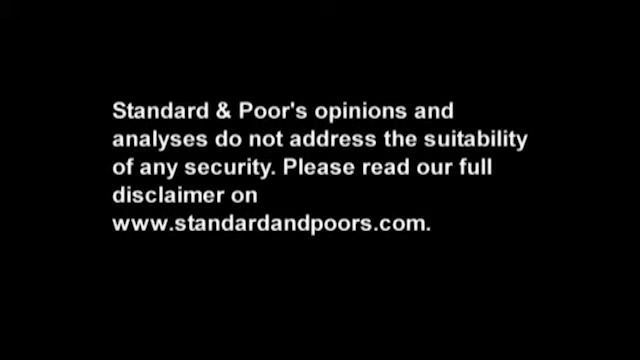 Standard & Poor's opinions and
analyses do not address the suitability
of any security. Please read our full
disclaimer on
www.standardandpoors.com.